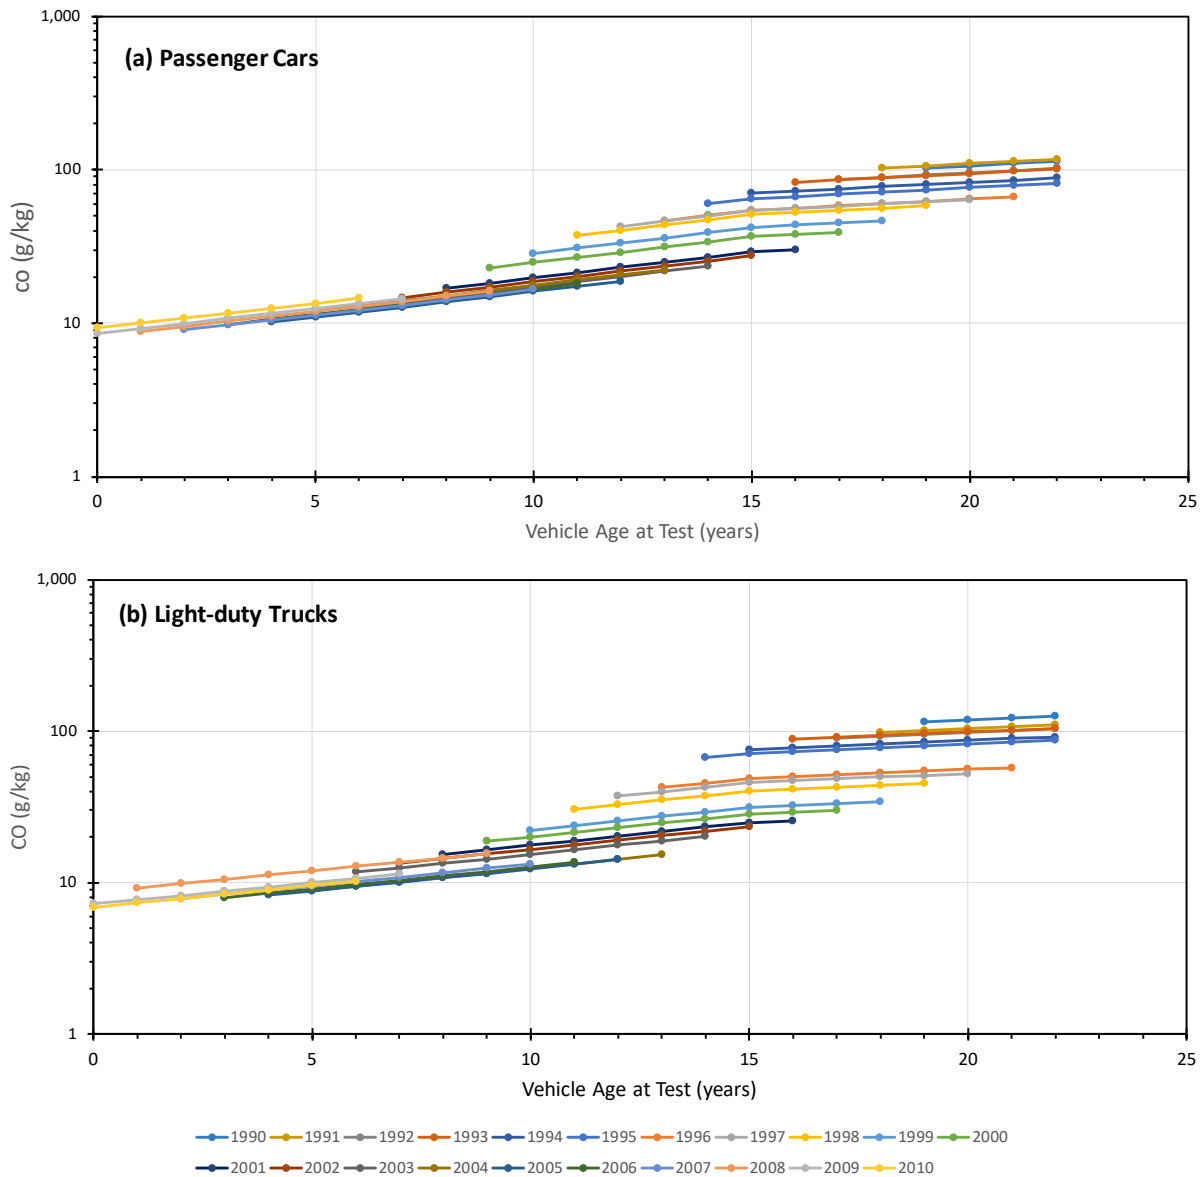 1,000
(a) Passenger Cars
100
10
1
co (g/kg)
0 5 10 15 20 25
Vehicle Age at Test (years)
1,000
(b) Light-duty Trucks
100
10
1
CO (g/kg)
0 5 10 15 20 25
Vehicle Age at Test (years)
1990 1991 1992 1993 1994 1995 1996 1997 1998 1999 2000
2001 2002 2003 2004 2005 2006 2007 2008 2009 2010